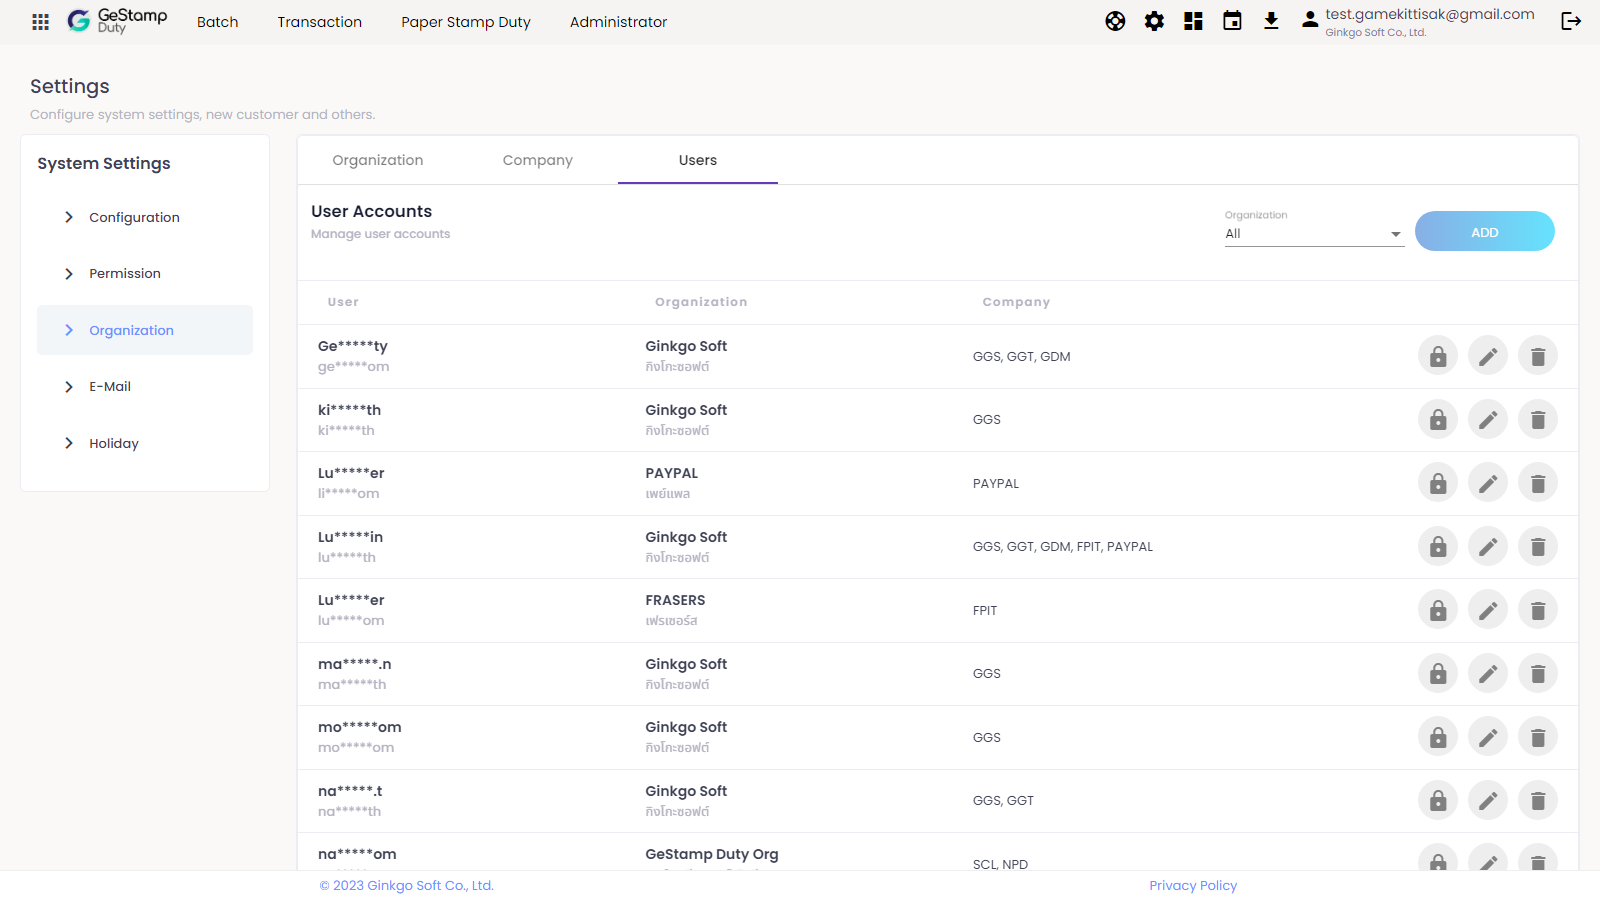 GeStamp
Duty
Batch
Transaction
Paper Stamp Duty
Administrator
test.gamekittisak@gmail.com
Ginkgo Soft Co., Ltd.
Settings
Configure system settings, new customer and others.
System Settings
Configuration
Permission
Organization
E-Mail
Holiday
Organization
Company
Users
User Accounts
Manage user accounts
Organization
All
ADD
User
Organization
Company
Ge*****ty
ge*****om
Ginkgo Soft
กิงโกะซอฟต์
GGS, GGT, GDM
ki*****th
ki*****th
Ginkgo Soft
กิงโกะซอฟต์
GGS
Lu*****er
li*****om
PAYPAL
เพย์แพล
PAYPAL
Lu*****in
lu*****th
Ginkgo Soft
กิงโกะซอฟต์
GGS, GGT, GDM, FPIT, PAYPAL
Lu*****er
lu*****om
FRASERS
เฟรเซอร์ส
FPIT
ma*****.n
ma*****th
Ginkgo Soft
กิงโกะซอฟต์
GGS
mo*****om
mo*****om
Ginkgo Soft
กิงโกะซอฟต์
GGS
na*****.t
na*****th
Ginkgo Soft
กิงโกะซอฟต์
GGS, GGT
na*****om
GeStamp Duty Org
SCL, NPD
© 2023 Ginkgo Soft Co., Ltd.
Privacy Policy